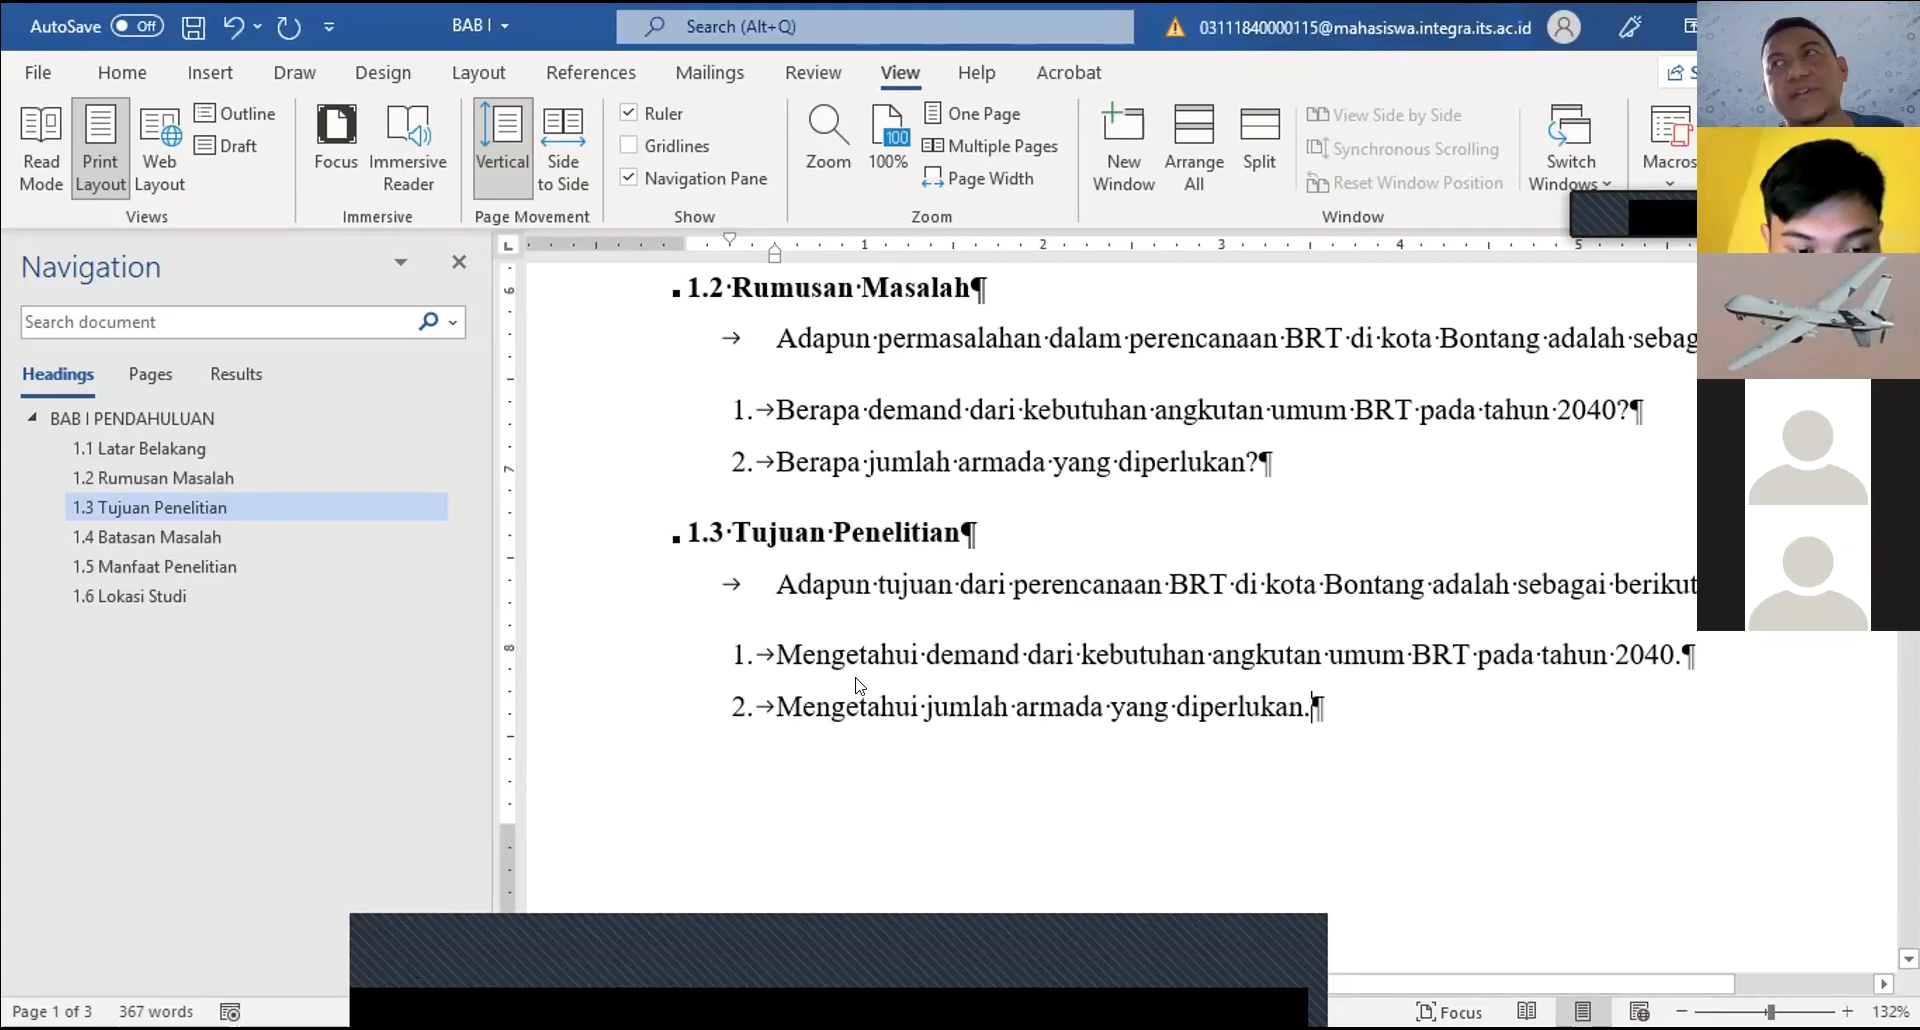 AutoSave Off BAB I Search (Alt+Q) 03111840000115@mahasiswa.integra.its.ac.id
File Home Insert Draw Design Layout References Mailings Review View Help Acrobat S
Read Mode Print Layout Web Layout Outline Draft
Views
Focus Immersive Reader
Immersive
Vertical Side to Side
Page Movement
Ruler
Gridlines
Navigation Pane
Show
Zoom 100 100% One Page Multiple Pages Page Width
Zoom
New Window Arrange All Split
View Side by Side
Synchronous Scrolling
Reset Window Position
Switch Windows
Window
Macros
Navigation
Search document
Headings Pages Results
BAB I PENDAHULUAN
1.1 Latar Belakang
1.2 Rumusan Masalah
1.3 Tujuan Penelitian
1.4 Batasan Masalah
1.5 Manfaat Penelitian
1.6 Lokasi Studi
L 1 2 3 4 5
6
7
8
1.2·Rumusan·Masalah¶
→ Adapun·permasalahan·dalam·perencanaan·BRT·di·kota·Bontang·adalah·sebag
1.→Berapa·demand·dari·kebutuhan·angkutan·umum·BRT·pada·tahun·2040?¶
2.→Berapa·jumlah·armada·yang·diperlukan?¶
1.3·Tujuan·Penelitian¶
→ Adapun·tujuan·dari·perencanaan·BRT·di·kota·Bontang·adalah·sebagai·berikut
1.→Mengetahui·demand·dari·kebutuhan·angkutan·umum·BRT·pada·tahun·2040.¶
2.→Mengetahui·jumlah·armada·yang·diperlukan.¶
Page 1 of 3 367 words Focus 132%